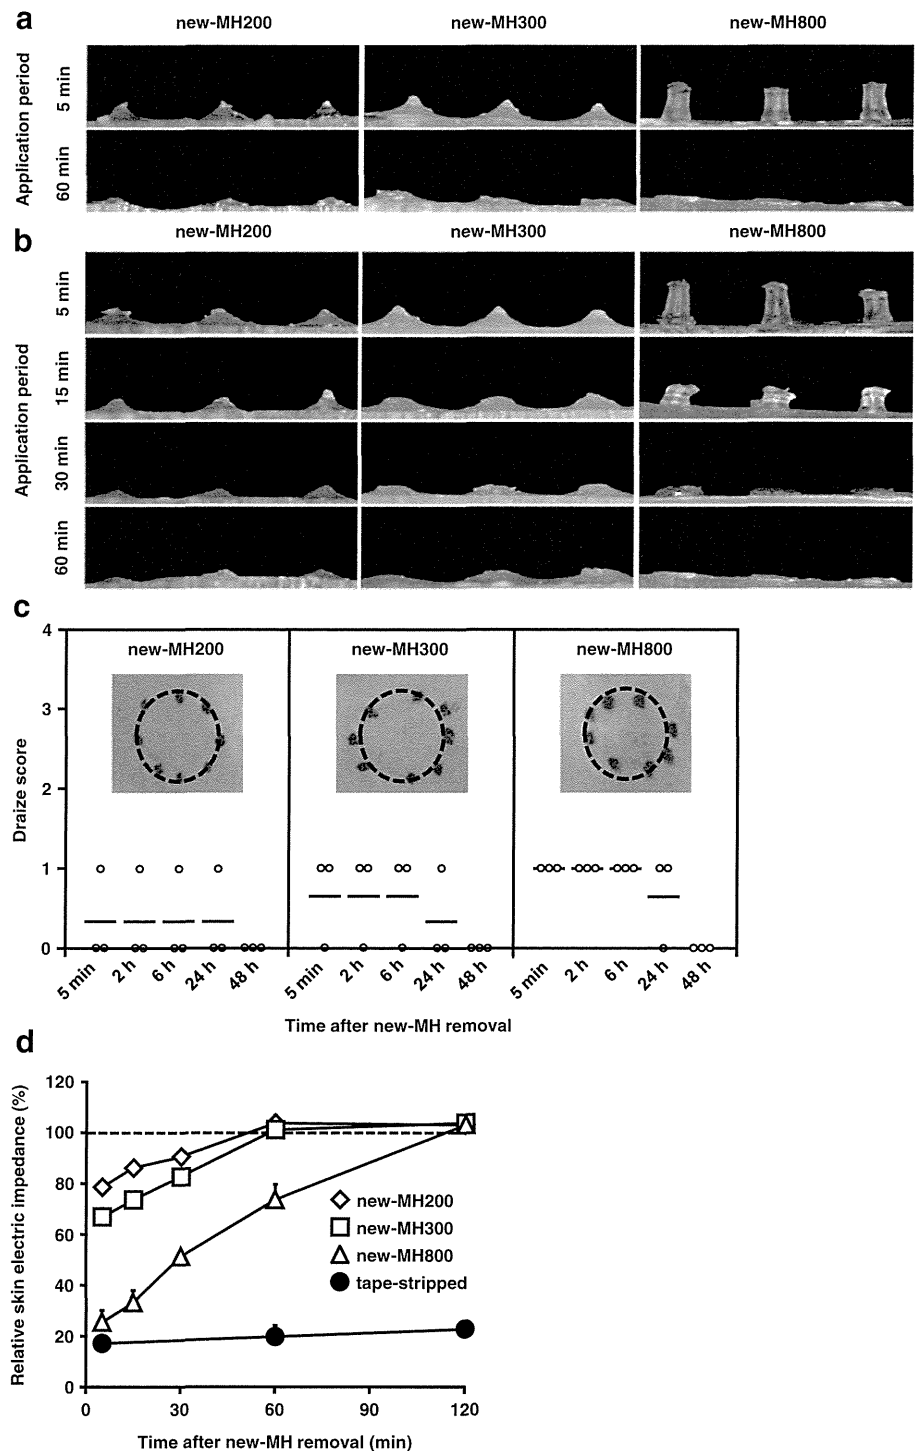 a
new-MH200 new-MH300 new-MH800
Application period
5 min
60 min
b
new-MH200 new-MH300 new-MH800
Application period
5 min
15 min
30 min
60 min
c
Draize score
4
3
2
1
0
new-MH200 new-MH300 new-MH800
5 min 2 h 6 h 24 h 48 h 5 min 2 h 6 h 24 h 48 h 5 min 2 h 6 h 24 h 48 h
Time after new-MH removal
d
Relative skin electric impedance (%)
120
100
80
60
40
20
0
new-MH200
new-MH300
new-MH800
tape-stripped
0 30 60 90 120
Time after new-MH removal (min)